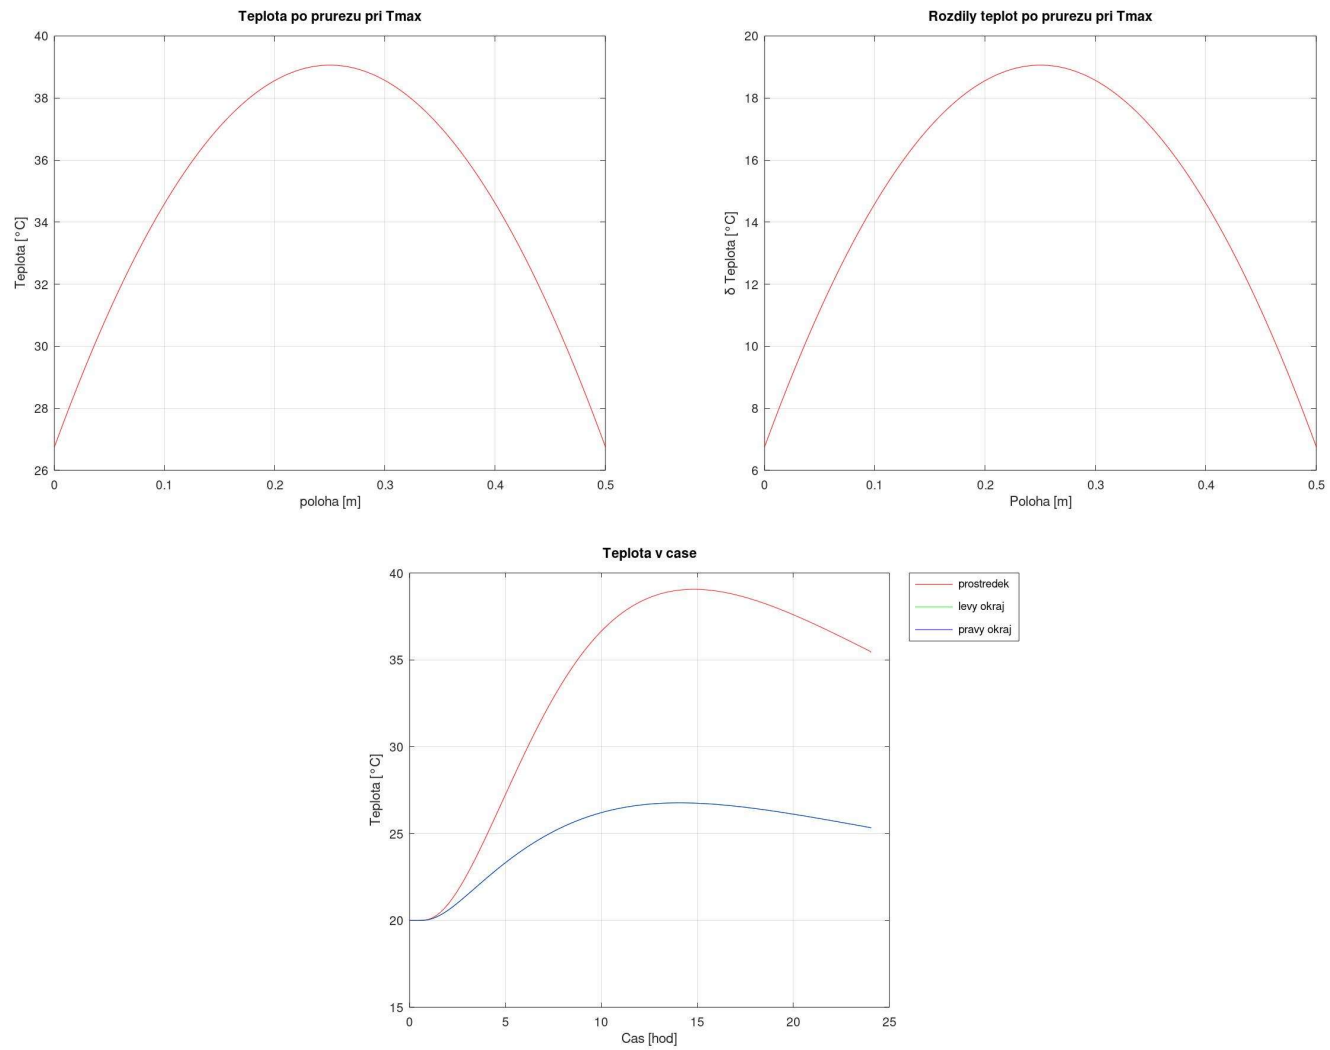 Teplota po prurezu pri Tmax
40
38
36
34
32
30
28
26
Teplota [°C]
0 0.1 0.2 0.3 0.4 0.5
poloha [m]
Rozdily teplot po prurezu pri Tmax
20
18
16
14
12
10
8
6
δ Teplota [°C]
0 0.1 0.2 0.3 0.4 0.5
Poloha [m]
Teplota v case
40
35
30
25
20
15
Teplota [°C]
0 5 10 15 20 25
Cas [hod]
prostredek
levy okraj
pravy okraj